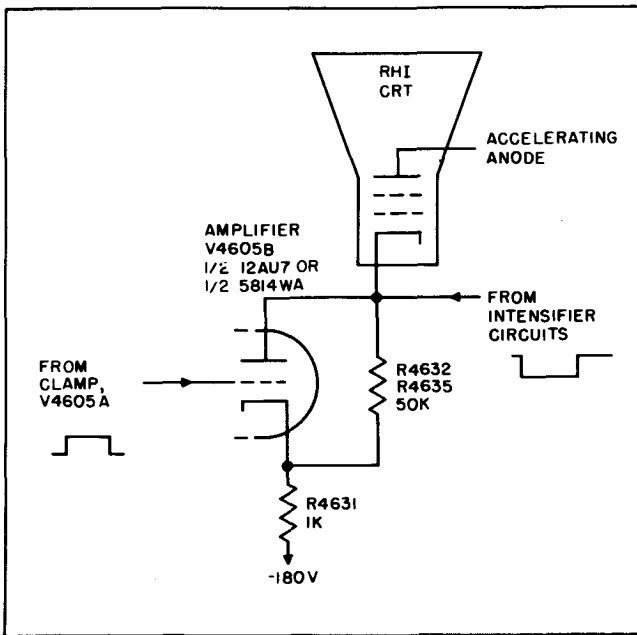 RHI
CRT
ACCELERATING
ANODE
AMPLIFIER
V4605B
1/2 12AU7 OR
1/2 5814WA
FROM
INTENSIFIER
CIRCUITS
FROM
CLAMP,
V4605A
R4632
R4635
50K
R4631
1K
-180V